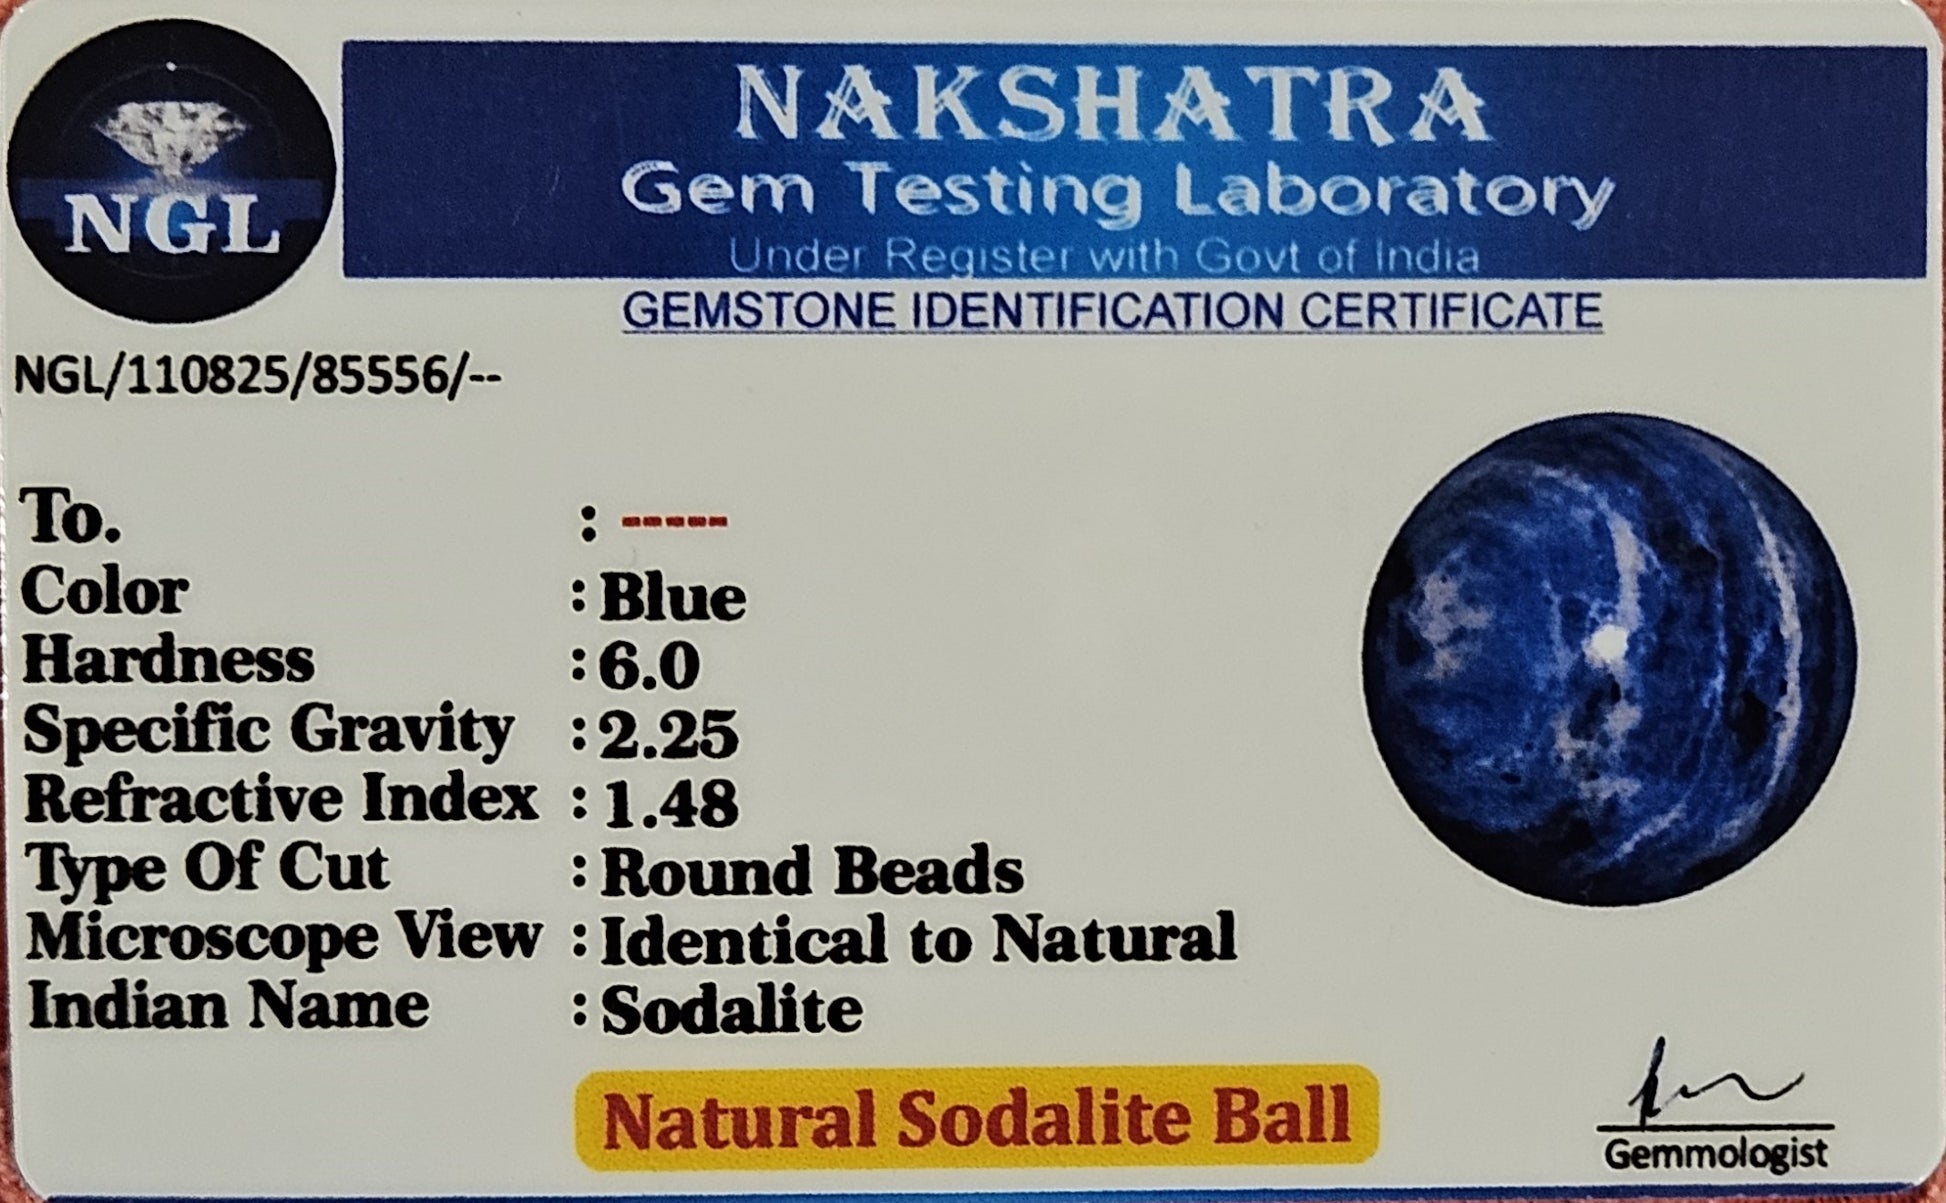 NGL
NAKSHATRA
Gem Testing Laboratory
Under Register with Govt of India
GEMSTONE IDENTIFICATION CERTIFICATE
NGL/110825/85556/--
To. : -----
Color : Blue
Hardness : 6.0
Specific Gravity : 2.25
Refractive Index : 1.48
Type Of Cut : Round Beads
Microscope View : Identical to Natural
Indian Name : Sodalite
Natural Sodalite Ball
Gemmologist